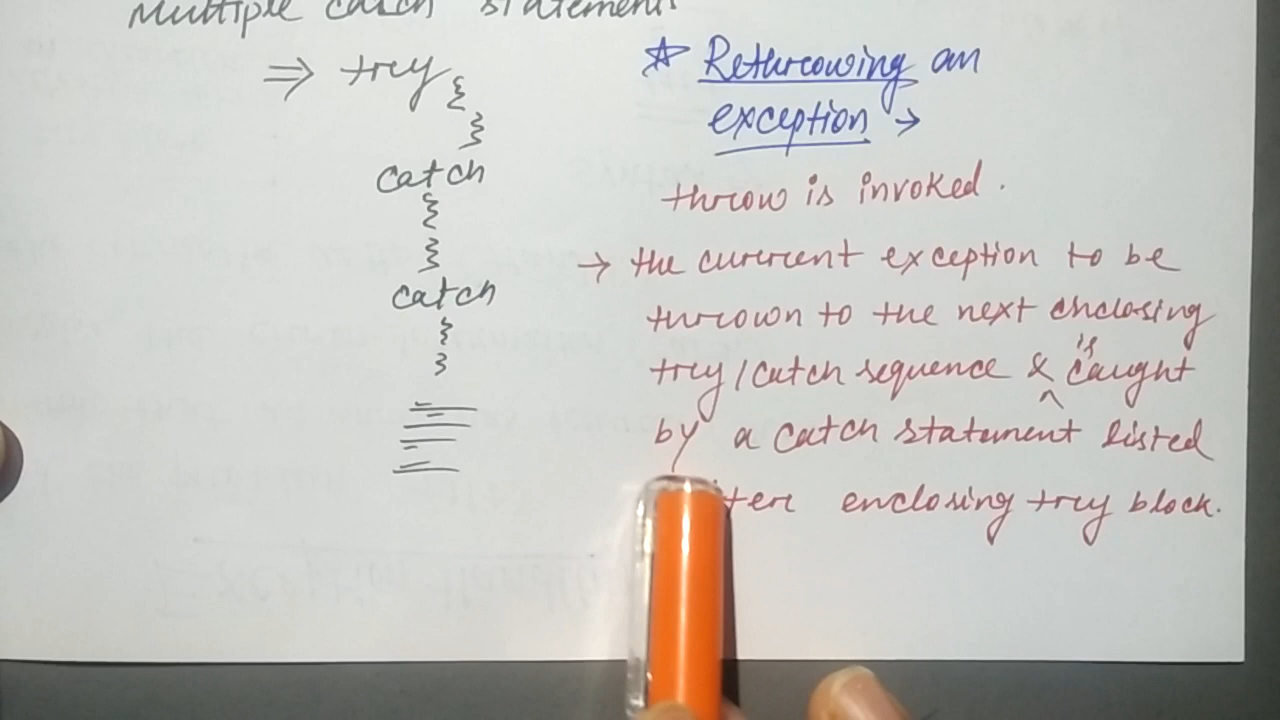 Multiple catch statement
⇒ try {
}
catch
{
}
catch
{
}
* Rethrowing an
exception →
throw is invoked.
→ the current exception to be
thrown to the next enclosing
try/catch sequence & is caught
by a catch statement listed
enclosing try block.